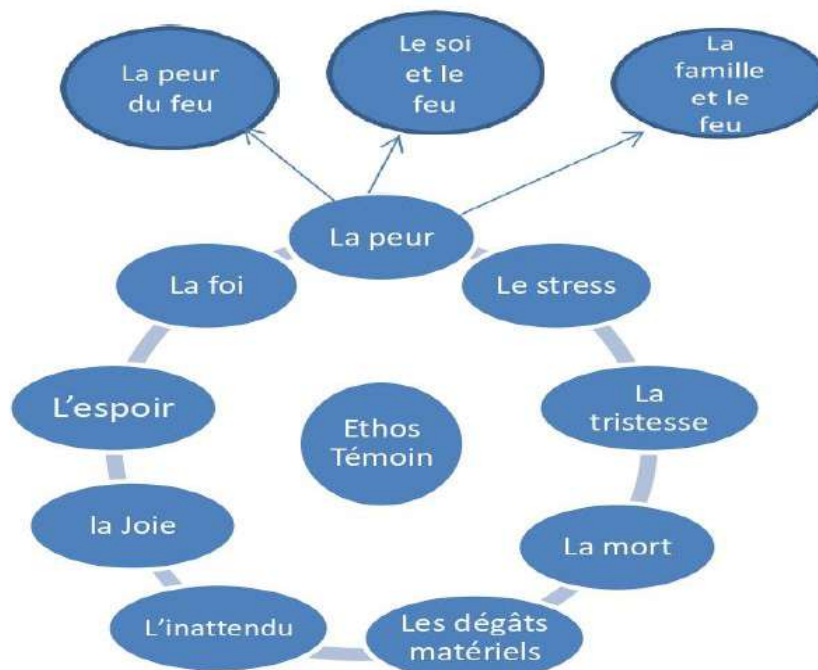 La peur
du feu
Le soi
et le
feu
La
famille
et le
feu
La peur
La foi
Le stress
L'espoir
La
tristesse
Ethos
Témoin
la Joie
La mort
L'inattendu
Les dégâts
matériels